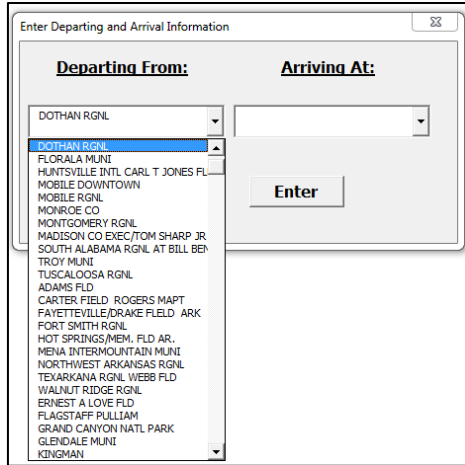 Enter Departing and Arrival Information
Departing From:
Arriving At:
DOTHAN RGNL
DOTHAN RGNL
FLORALA MUNI
HUNTSVILLE INTL CARL T JONES FL
MOBILE DOWNTOWN
MOBILE RGNL
MONROE CO
MONTGOMERY RGNL
MADISON CO EXEC/TOM SHARP JR
SOUTH ALABAMA RGNL AT BILL BEN
TROY MUNI
TUSCALOOSA RGNL
ADAMS FLD
CARTER FIELD ROGERS MAPT
FAYETTEVILLE/DRAKE FLELD ARK
FORT SMITH RGNL
HOT SPRINGS/MEM. FLD AR.
MENA INTERMOUNTAIN MUNI
NORTHWEST ARKANSAS RGNL
TEXARKANA RGNL WEBB FLD
WALNUT RIDGE RGNL
ERNEST A LOVE FLD
FLAGSTAFF PULLIAM
GRAND CANYON NATL PARK
GLENDALE MUNI
KINGMAN
Enter